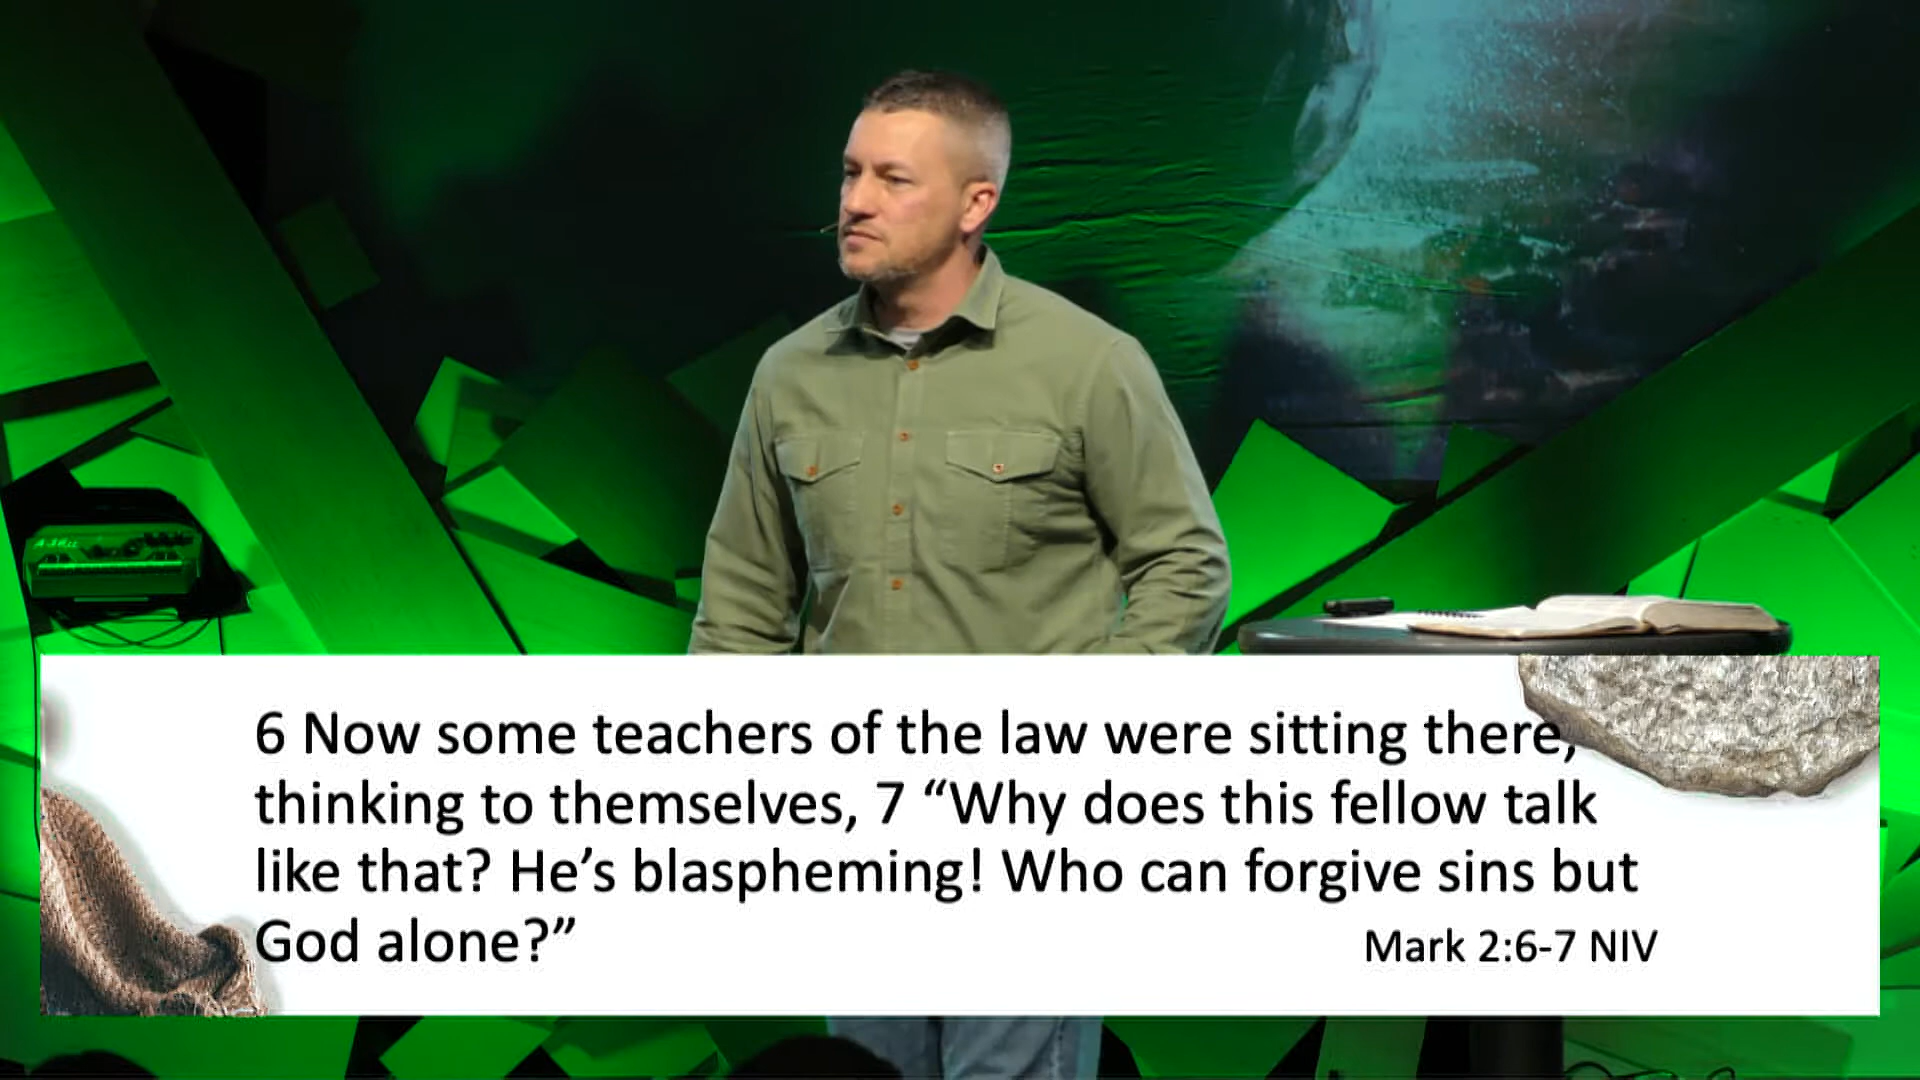 6 Now some teachers of the law were sitting there,
thinking to themselves, 7 “Why does this fellow talk
like that? He’s blaspheming! Who can forgive sins but
God alone?”
Mark 2:6-7 NIV